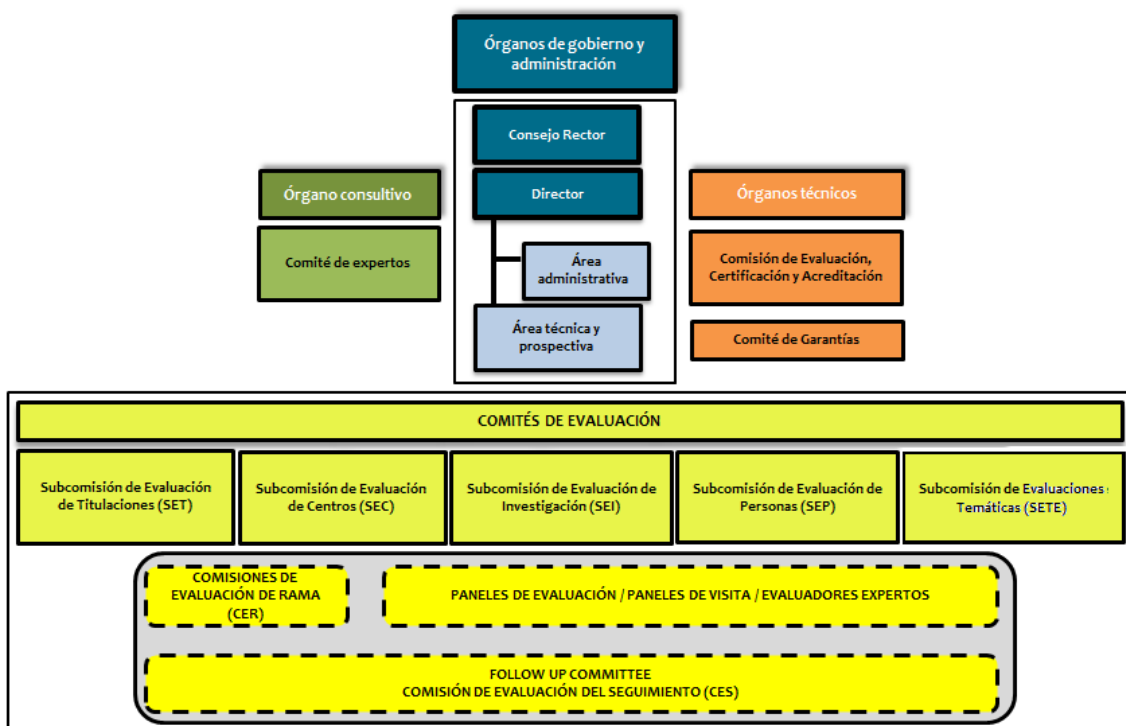 Órganos de gobierno y
administración
Consejo Rector
Director
Área
administrativa
Área técnica y
prospectiva
Órgano consultivo
Comité de expertos
Órganos técnicos
Comisión de Evaluación,
Certificación y Acreditación
Comité de Garantías
COMITÉS DE EVALUACIÓN
Subcomisión de Evaluación
de Titulaciones (SET)
Subcomisión de Evaluación
de Centros (SEC)
Subcomisión de Evaluación de
Investigación (SEI)
Subcomisión de Evaluación de
Personas (SEP)
Subcomisión de Evaluaciones
Temáticas (SETE)
COMISIONES DE
EVALUACIÓN DE RAMA
(CER)
PANELES DE EVALUACIÓN / PANELES DE VISITA / EVALUADORES EXPERTOS
FOLLOW UP COMMITTEE
COMISIÓN DE EVALUACIÓN DEL SEGUIMIENTO (CES)